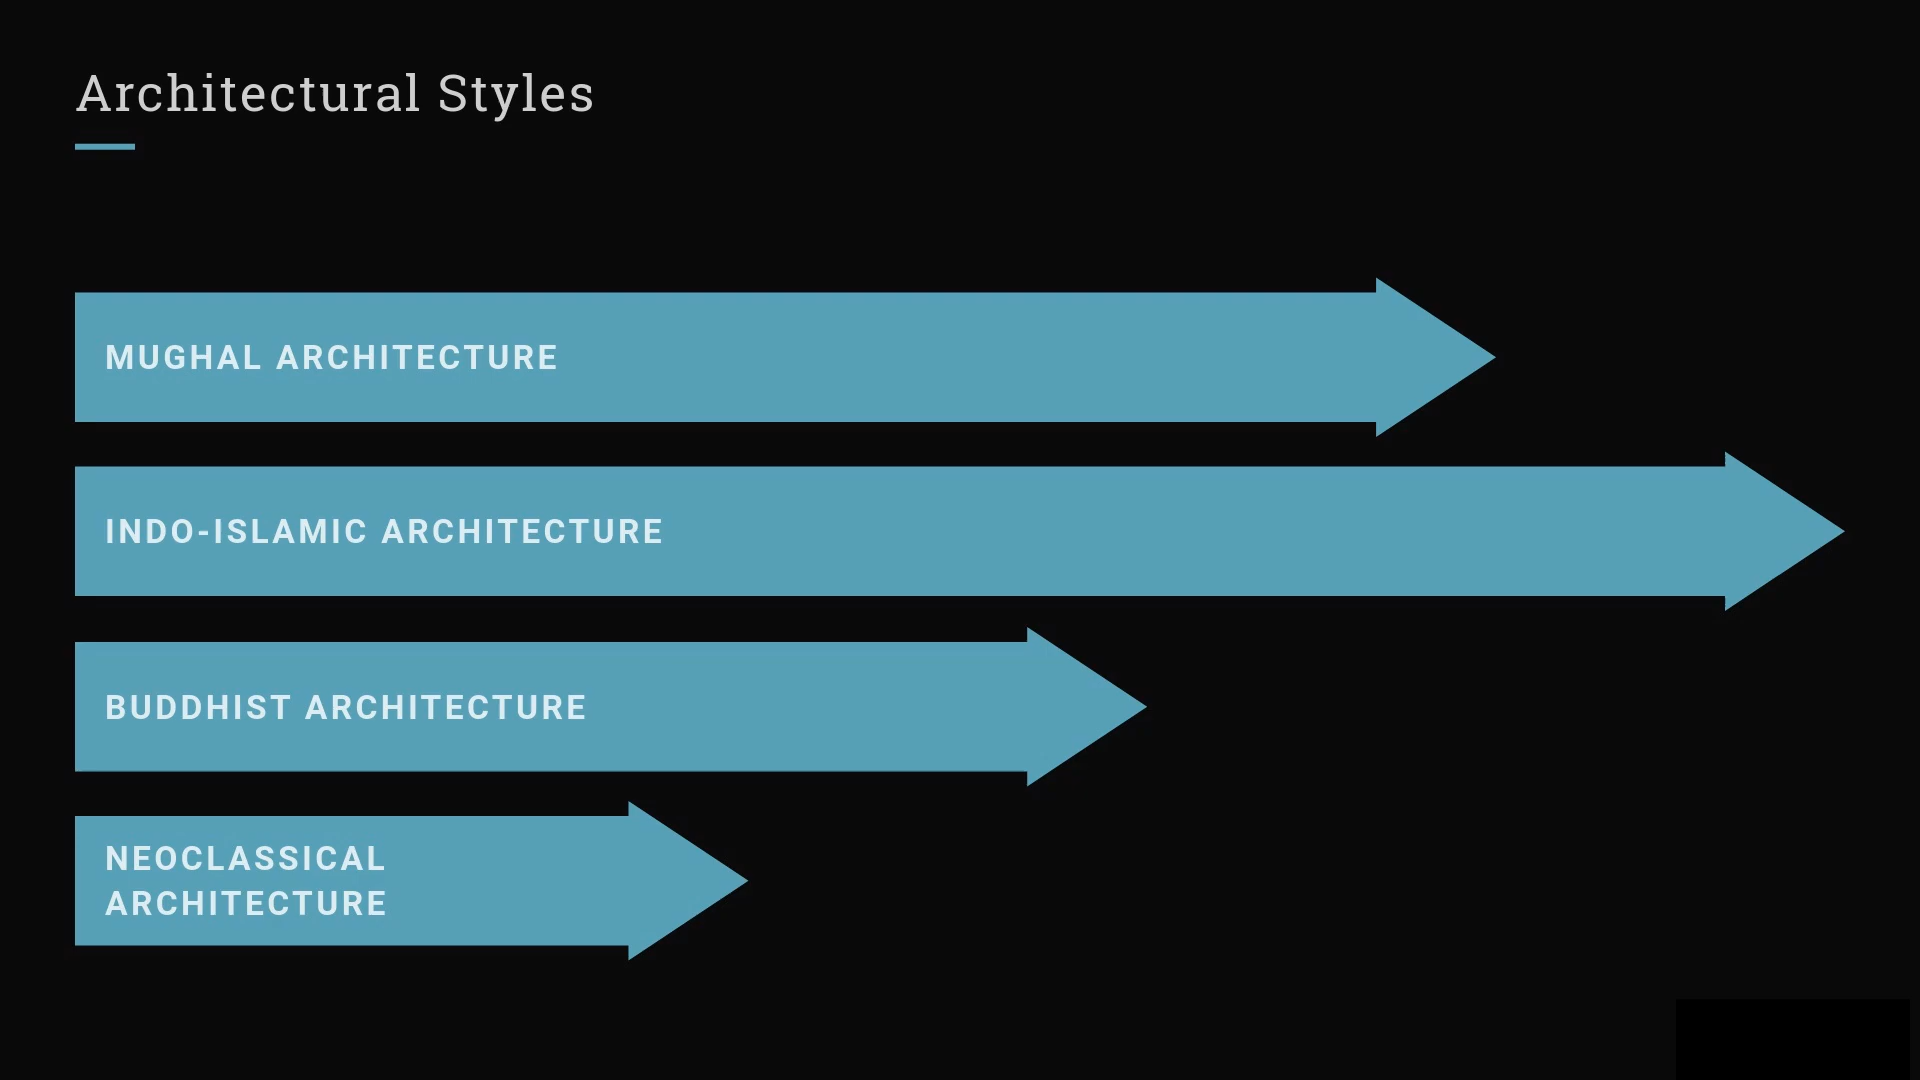 Architectural Styles
MUGHAL ARCHITECTURE
INDO-ISLAMIC ARCHITECTURE
BUDDHIST ARCHITECTURE
NEOCLASSICAL
ARCHITECTURE